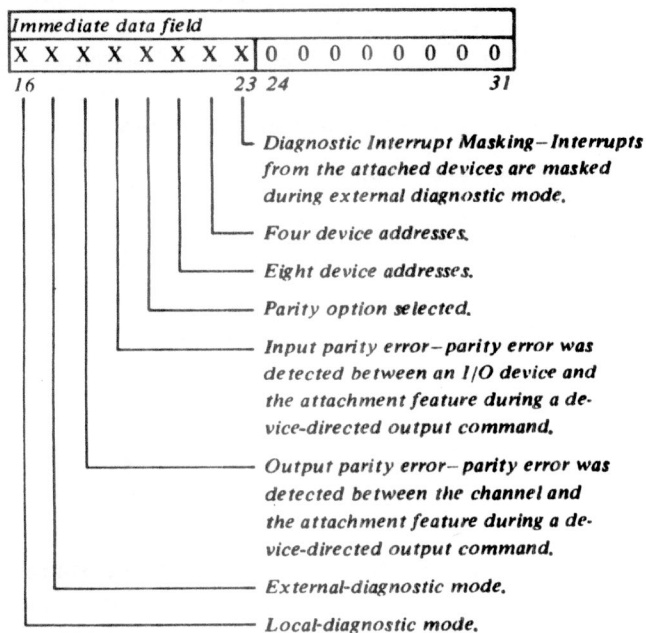 Immediate data field
X X X X X X X X 0 0 0 0 0 0 0 0
16 23 24 31
Diagnostic Interrupt Masking–Interrupts
from the attached devices are masked
during external diagnostic mode.
Four device addresses.
Eight device addresses.
Parity option selected.
Input parity error–parity error was
detected between an I/O device and
the attachment feature during a de-
vice-directed output command.
Output parity error–parity error was
detected between the channel and
the attachment feature during a de-
vice-directed output command.
External-diagnostic mode.
Local-diagnostic mode.